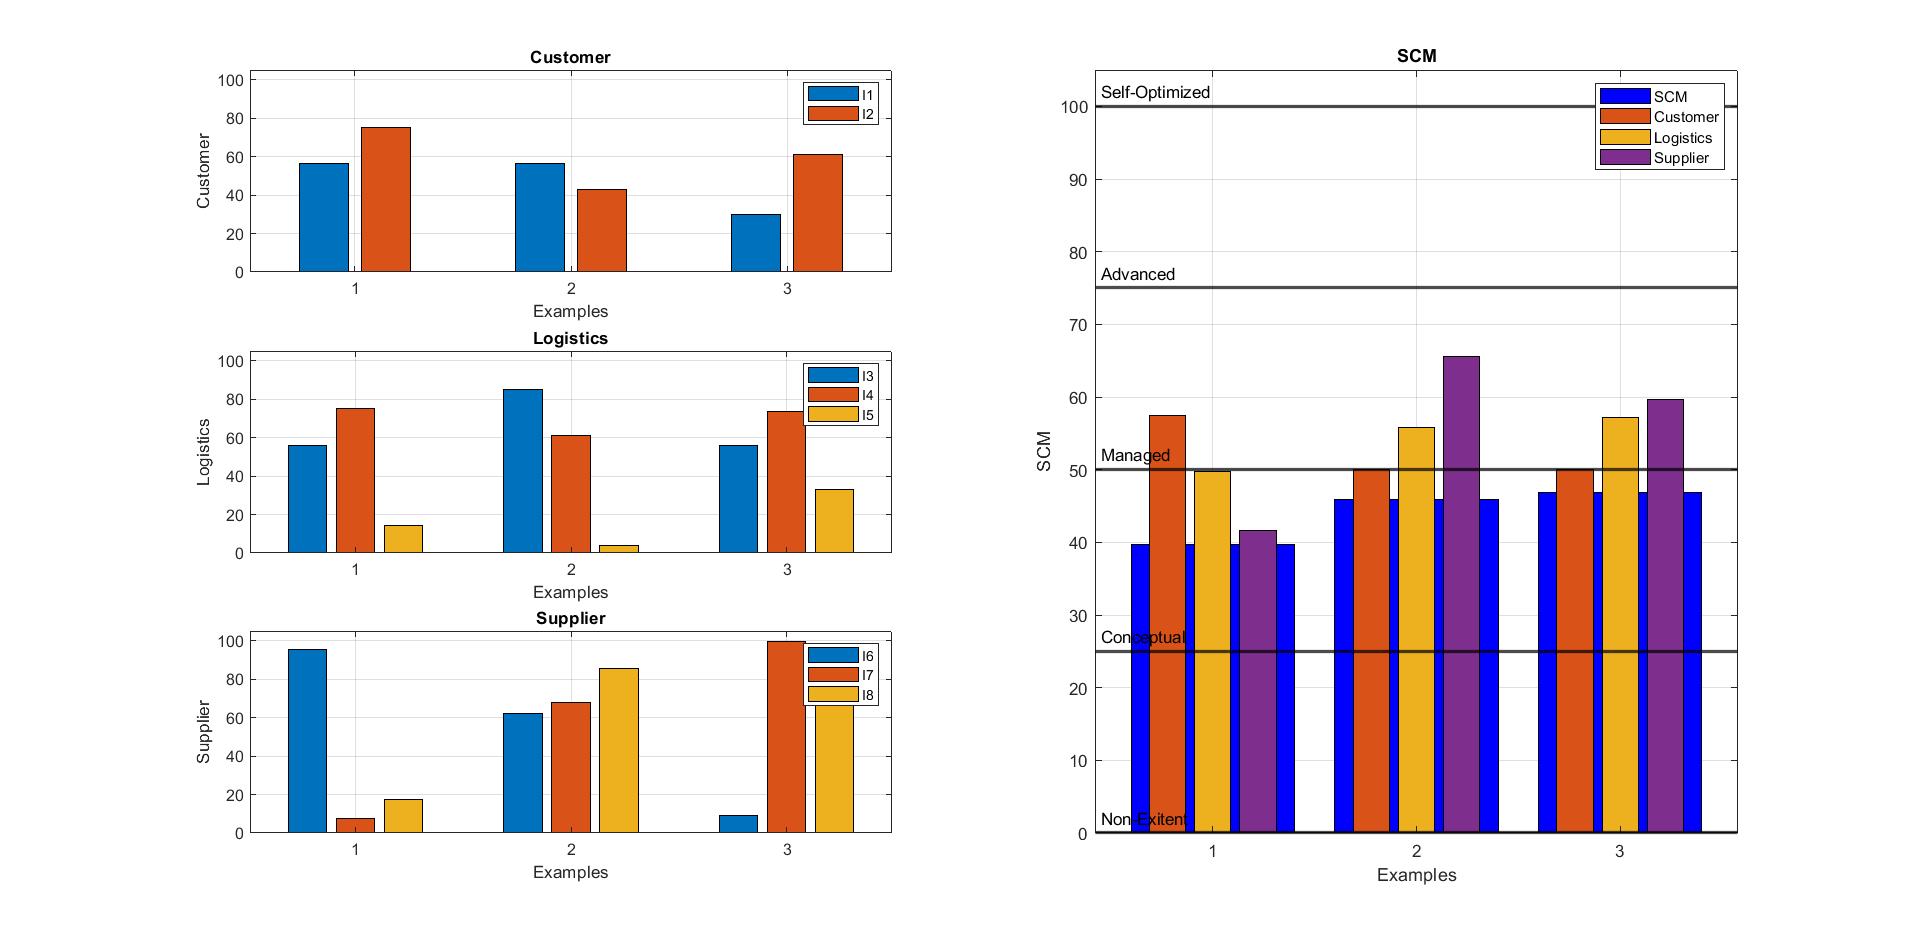 Customer
100
80
60
40
20
0
Customer
1 2 3
Examples
I1
I2
Logistics
100
80
60
40
20
0
Logistics
1 2 3
Examples
I3
I4
I5
Supplier
100
80
60
40
20
0
Supplier
1 2 3
Examples
I6
I7
I8
SCM
100
90
80
70
60
50
40
30
20
10
0
SCM
Self-Optimized
Advanced
Managed
Conceptual
Non-Exitent
SCM
Customer
Logistics
Supplier
1 2 3
Examples